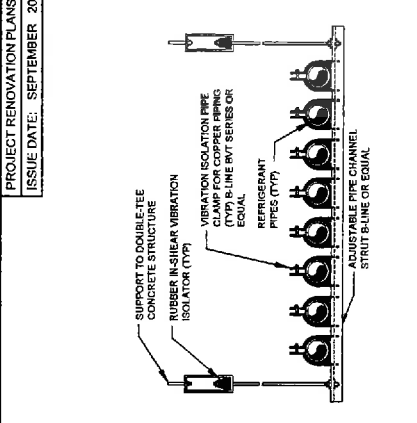 PROJECT RENOVATION PLANS
ISSUE DATE: SEPTEMBER 20
SUPPORT TO DOUBLE-TEE
CONCRETE STRUCTURE
RUBBER IN-SHEAR VIBRATION
ISOLATOR (TYP)
VIBRATION ISOLATION PIPE
CLAMP FOR COPPER PIPING
(TYP) B-LINE BVT SERIES OR
EQUAL
REFRIGERANT
PIPES (TYP)
ADJUSTABLE PIPE CHANNEL
STRUT B-LINE OR EQUAL